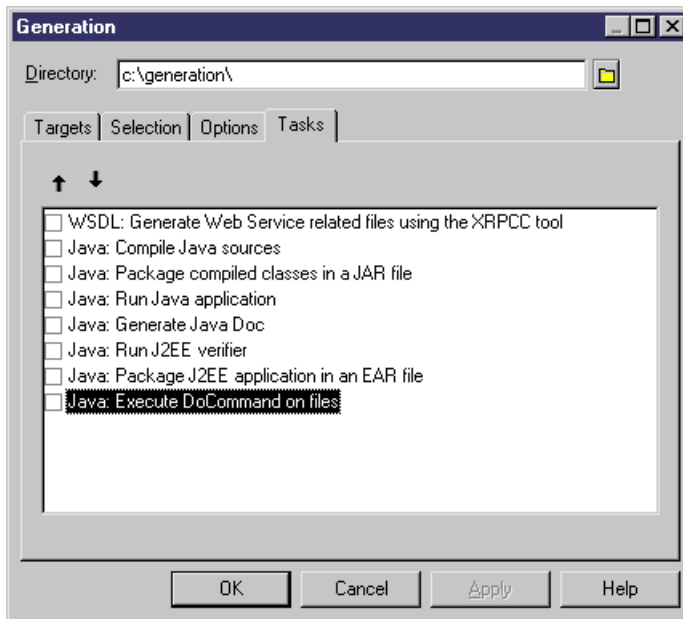 Generation
Directory: c:\generation\
Targets Selection Options Tasks
WSDL: Generate Web Service related files using the XRPCC tool
Java: Compile Java sources
Java: Package compiled classes in a JAR file
Java: Run Java application
Java: Generate Java Doc
Java: Run J2EE verifier
Java: Package J2EE application in an EAR file
Java: Execute DoCommand on files
OK Cancel Apply Help